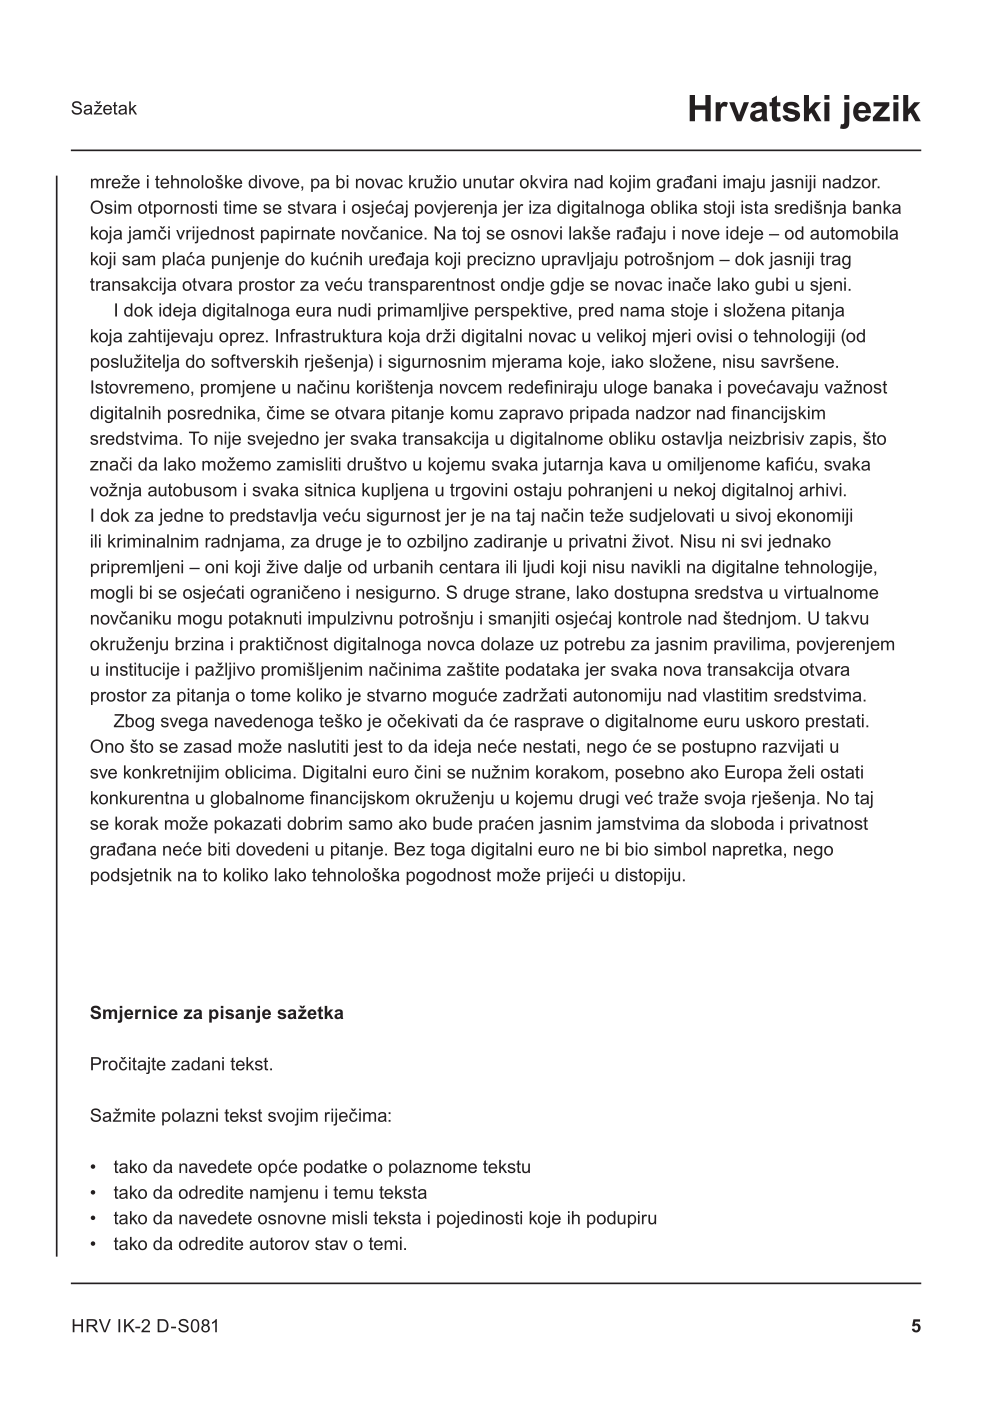 Sažetak
Hrvatski jezik
mreže i tehnološke divove, pa bi novac kružio unutar okvira nad kojim građani imaju jasniji nadzor.
Osim otpornosti time se stvara i osjećaj povjerenja jer iza digitalnoga oblika stoji ista središnja banka
koja jamči vrijednost papirnate novčanice. Na toj se osnovi lakše rađaju i nove ideje – od automobila
koji sam plaća punjenje do kućnih uređaja koji precizno upravljaju potrošnjom – dok jasniji trag
transakcija otvara prostor za veću transparentnost ondje gdje se novac inače lako gubi u sjeni.
I dok ideja digitalnoga eura nudi primamljive perspektive, pred nama stoje i složena pitanja
koja zahtijevaju oprez. Infrastruktura koja drži digitalni novac u velikoj mjeri ovisi o tehnologiji (od
poslužitelja do softverskih rješenja) i sigurnosnim mjerama koje, iako složene, nisu savršene.
Istovremeno, promjene u načinu korištenja novcem redefiniraju uloge banaka i povećavaju važnost
digitalnih posrednika, čime se otvara pitanje komu zapravo pripada nadzor nad financijskim
sredstvima. To nije svejedno jer svaka transakcija u digitalnome obliku ostavlja neizbrisiv zapis, što
znači da lako možemo zamisliti društvo u kojemu svaka jutarnja kava u omiljenome kafiću, svaka
vožnja autobusom i svaka sitnica kupljena u trgovini ostaju pohranjeni u nekoj digitalnoj arhivi.
I dok za jedne to predstavlja veću sigurnost jer je na taj način teže sudjelovati u sivoj ekonomiji
ili kriminalnim radnjama, za druge je to ozbiljno zadiranje u privatni život. Nisu ni svi jednako
pripremljeni – oni koji žive dalje od urbanih centara ili ljudi koji nisu navikli na digitalne tehnologije,
mogli bi se osjećati ograničeno i nesigurno. S druge strane, lako dostupna sredstva u virtualnome
novčaniku mogu potaknuti impulzivnu potrošnju i smanjiti osjećaj kontrole nad štednjom. U takvu
okruženju brzina i praktičnost digitalnoga novca dolaze uz potrebu za jasnim pravilima, povjerenjem
u institucije i pažljivo promišljenim načinima zaštite podataka jer svaka nova transakcija otvara
prostor za pitanja o tome koliko je stvarno moguće zadržati autonomiju nad vlastitim sredstvima.
Zbog svega navedenoga teško je očekivati da će rasprave o digitalnome euru uskoro prestati.
Ono što se zasad može naslutiti jest to da ideja neće nestati, nego će se postupno razvijati u
sve konkretnijim oblicima. Digitalni euro čini se nužnim korakom, posebno ako Europa želi ostati
konkurentna u globalnome financijskom okruženju u kojemu drugi već traže svoja rješenja. No taj
se korak može pokazati dobrim samo ako bude praćen jasnim jamstvima da sloboda i privatnost
građana neće biti dovedeni u pitanje. Bez toga digitalni euro ne bi bio simbol napretka, nego
podsjetnik na to koliko lako tehnološka pogodnost može prijeći u distopiju.
Smjernice za pisanje sažetka
Pročitajte zadani tekst.
Sažmite polazni tekst svojim riječima:
• tako da navedete opće podatke o polaznome tekstu
• tako da odredite namjenu i temu teksta
• tako da navedete osnovne misli teksta i pojedinosti koje ih podupiru
• tako da odredite autorov stav o temi.
HRV IK-2 D-S081
5